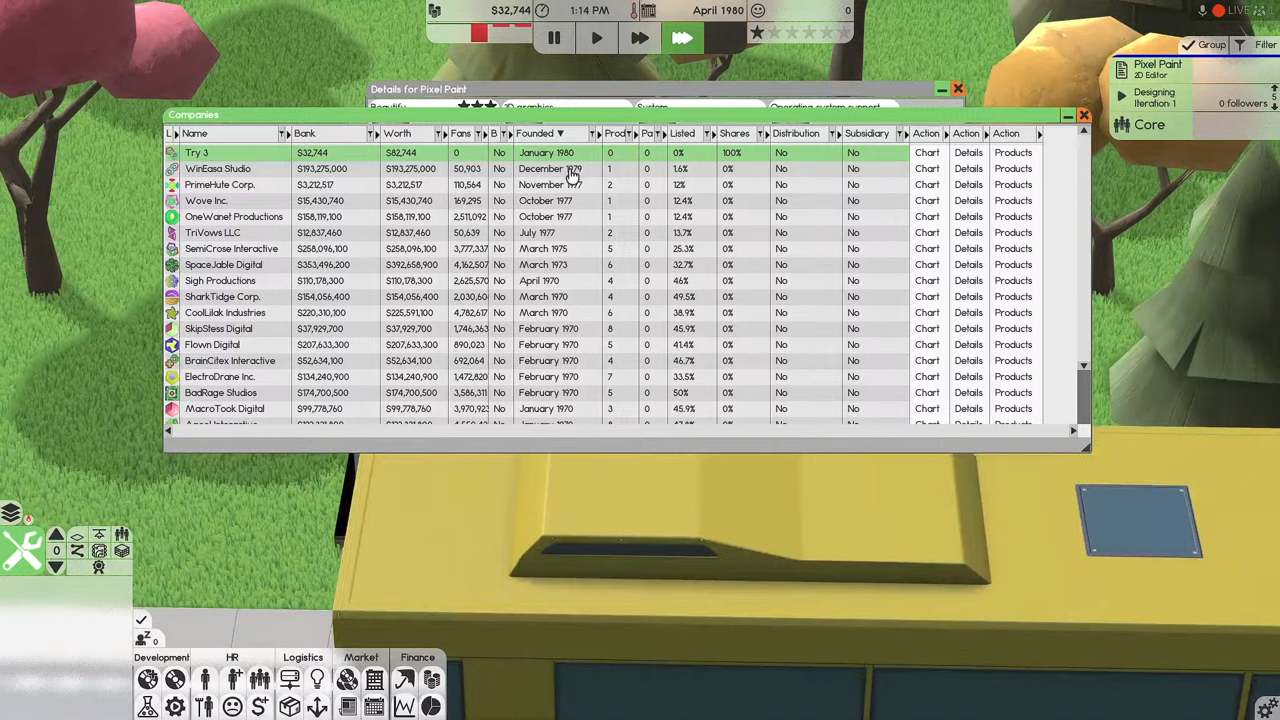 $32,744 1:14 PM April 1980 0
LIVE
Group Filter
Pixel Paint
2D Editor
Designing
Iteration: 1 0 followers
Core
Details for Pixel Paint
Beautify 2D graphics System Operating system support
Companies
L Name Bank Worth Fans B Founded ▼ Prod Pa Listed Shares Distribution Subsidiary Action Action Action
Try 3 $32,744 $82,744 0 No January 1980 0 0 0% 100% No No Chart Details Products
WinEasa Studio $193,275,000 $193,275,000 50,903 No December 1979 1 0 1.6% 0% No No Chart Details Products
PrimeHute Corp. $3,212,517 $3,212,517 110,564 No November 2 0 12% 0% No No Chart Details Products
Wove Inc. $15,430,740 $15,430,740 169,295 No October 1977 1 0 12.4% 0% No No Chart Details Products
OneWanet Productions $158,119,100 $158,119,100 2,511,092 No October 1977 1 0 12.4% 0% No No Chart Details Products
TriVows LLC $12,837,460 $12,837,460 50,639 No July 1977 2 0 13.7% 0% No No Chart Details Products
SemiCrose Interactive $258,096,100 $258,096,100 3,777,337 No March 1975 5 0 25.3% 0% No No Chart Details Products
SpaceJable Digital $353,496,200 $392,658,900 4,162,507 No March 1973 6 0 32.7% 0% No No Chart Details Products
Sigh Productions $110,178,300 $110,178,300 2,625,570 No April 1970 4 0 46% 0% No No Chart Details Products
SharkTidge Corp. $154,056,400 $154,056,400 2,030,60 No March 1970 4 0 49.5% 0% No No Chart Details Products
CoolLilak Industries $220,310,100 $225,591,100 4,782,617 No March 1970 6 0 38.9% 0% No No Chart Details Products
SkipStess Digital $37,929,700 $37,929,700 1,746,363 No February 1970 8 0 45.9% 0% No No Chart Details Products
Flown Digital $207,633,300 $207,633,300 890,023 No February 1970 5 0 41.4% 0% No No Chart Details Products
BrainCitex Interactive $52,634,100 $52,634,100 692,064 No February 1970 4 0 46.7% 0% No No Chart Details Products
ElectroDrane Inc. $134,240,900 $134,240,900 1,472,820 No February 1970 7 0 33.5% 0% No No Chart Details Products
BadRage Studios $174,700,500 $174,700,500 3,586,311 No February 1970 5 0 50% 0% No No Chart Details Products
MacroTook Digital $99,778,760 $99,778,760 3,970,923 No January 1970 3 0 45.9% 0% No No Chart Details Products
0
0
Development HR Logistics Market Finance